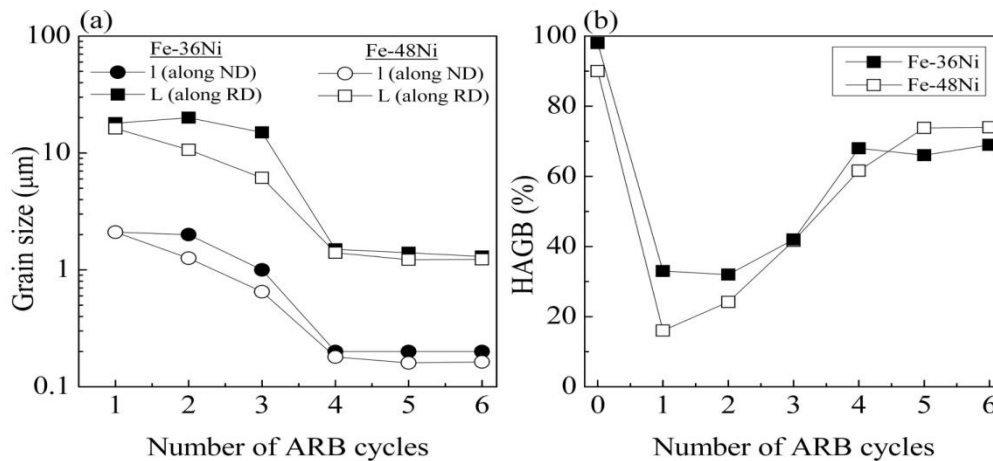 (a)
Fe-36Ni
l (along ND)
L (along RD)
Fe-48Ni
l (along ND)
L (along RD)
100
10
1
0.1
Grain size (μm)
1 2 3 4 5 6
Number of ARB cycles
(b)
Fe-36Ni
Fe-48Ni
100
80
60
40
20
0
HAGB (%)
0 1 2 3 4 5 6
Number of ARB cycles